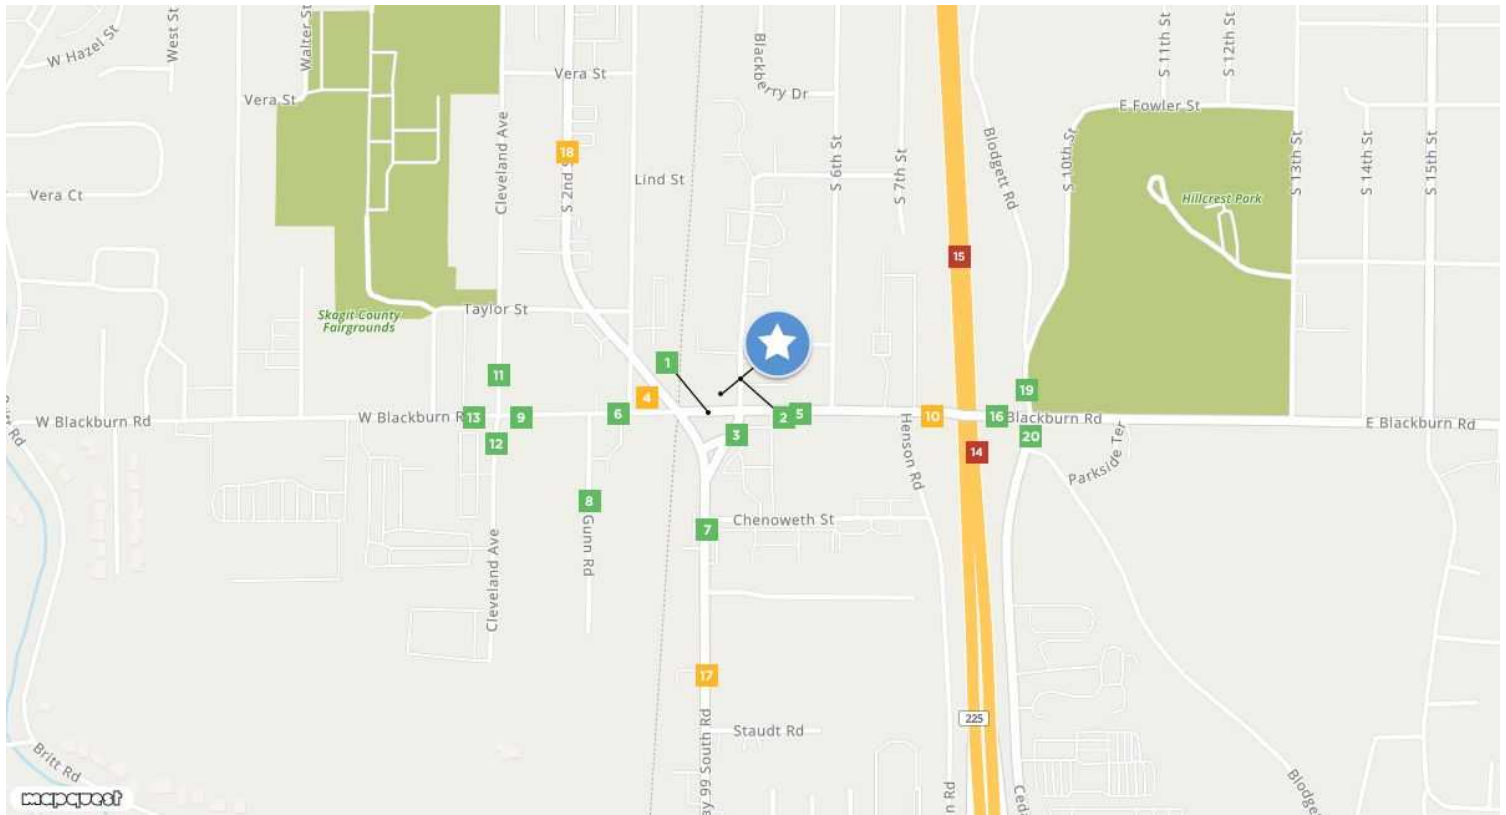 W Hazel St
West St
Walter St
Vera St
Vera St
Blackberry Dr
S 11th St
S 12th St
E Fowler St
Cleveland Ave
18
S 2nd
Lind St
S 6th St
S 7th St
Blodgett Rd
S 10th St
S 13th St
S 14th St
S 15th St
Vera Ct
Hillcrest Park
15
Taylor St
Skagit County
Fairgrounds
1
11
4
19
W Blackburn Rd
W Blackburn R
13
9
6
2
5
10
16
Blackburn Rd
E Blackburn Rd
12
3
20
Henson Rd
14
Parkside Ter
8
Gunn Rd
7
Chenoweth St
Cleveland Ave
17
225
Staudt Rd
y 99 South Rd
Britt Rd
Blodge
n Rd
Ced
mapquest